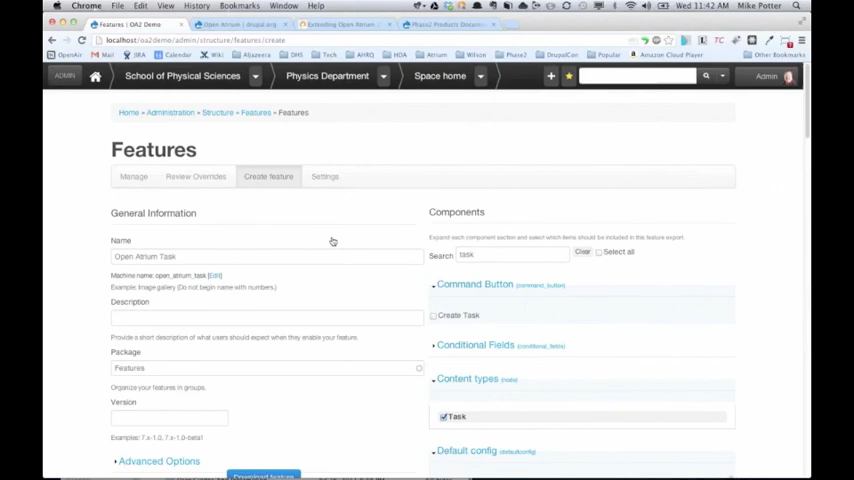 Chrome File Edit View History Bookmarks Window Help Wed 11:42 AM Mike Potter
Features | OA2 Demo Open Atrium | drupal.org Extending Open Atrium Phase2 Products Docume
localhost/oa2demo/admin/structure/features/create
OpenAir Mail JIRA Calendar Wiki Aljazeera DHS Tech AHRQ HDA Atrium Wilson Phase2 DrupalCon Popular Amazon Cloud Player Other Bookmarks
ADMIN School of Physical Sciences Physics Department Space home Admin
Home » Administration » Structure » Features » Features
Features
Manage Review Overrides Create feature Settings
General Information
Name
Open Atrium Task
Machine name: open_atrium_task [Edit]
Example: Image gallery (Do not begin name with numbers.)
Description
Provide a short description of what users should expect when they enable your feature.
Package
Features
Organize your features in groups.
Version
Examples: 7.x-1.0, 7.x-1.0-beta1
Advanced Options
Download feature
Components
Expand each component section and select which items should be included in this feature export.
Search task Clear Select all
Command Button (command_button)
Create Task
Conditional Fields (conditional_fields)
Content types (node)
Task
Default config (defaultconfig)